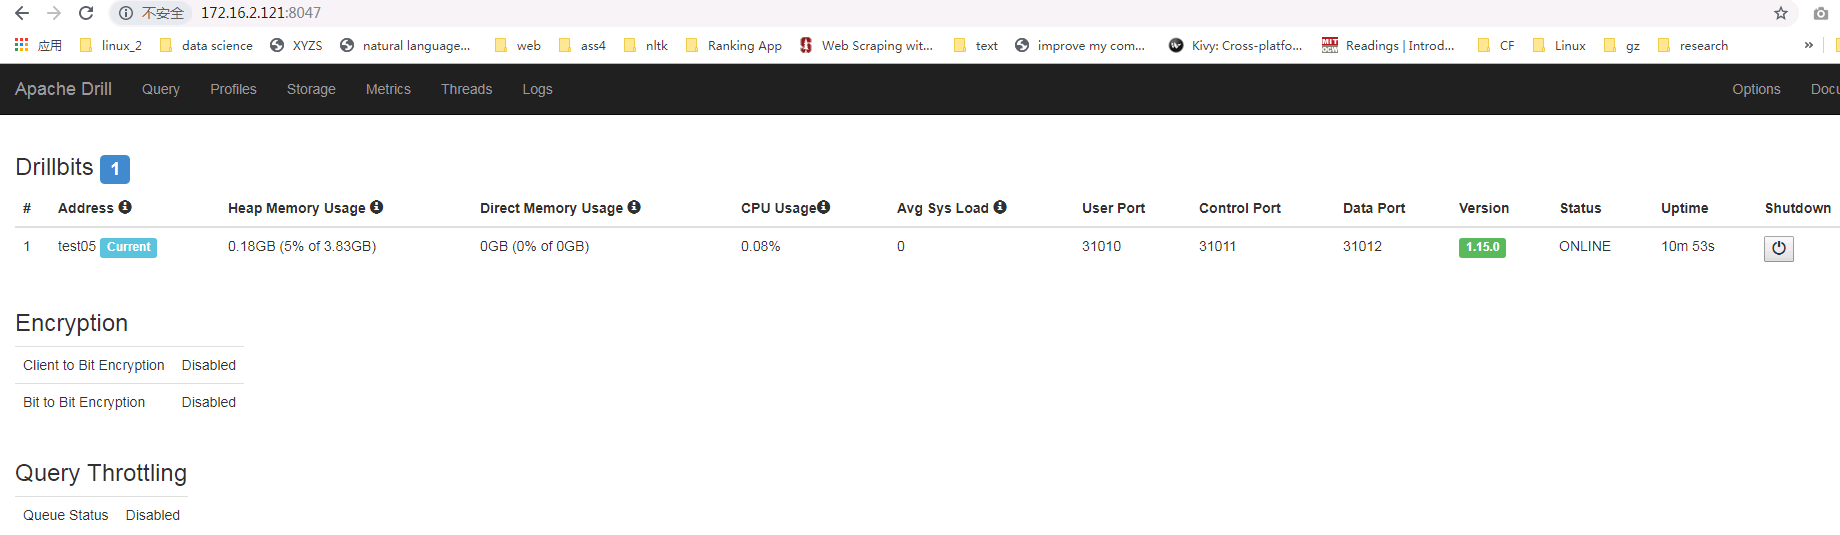 不安全 172.16.2.121:8047
应用 linux_2 data science XYZS natural language... web ass4 nltk Ranking App Web Scraping wit... text improve my com... Kivy: Cross-platfo... Readings | Introd... CF Linux gz research »
Apache Drill Query Profiles Storage Metrics Threads Logs Options Docu
Drillbits 1
# Address Heap Memory Usage Direct Memory Usage CPU Usage Avg Sys Load User Port Control Port Data Port Version Status Uptime Shutdown
1 test05 Current 0.18GB (5% of 3.83GB) 0GB (0% of 0GB) 0.08% 0 31010 31011 31012 1.15.0 ONLINE 10m 53s
Encryption
Client to Bit Encryption Disabled
Bit to Bit Encryption Disabled
Query Throttling
Queue Status Disabled